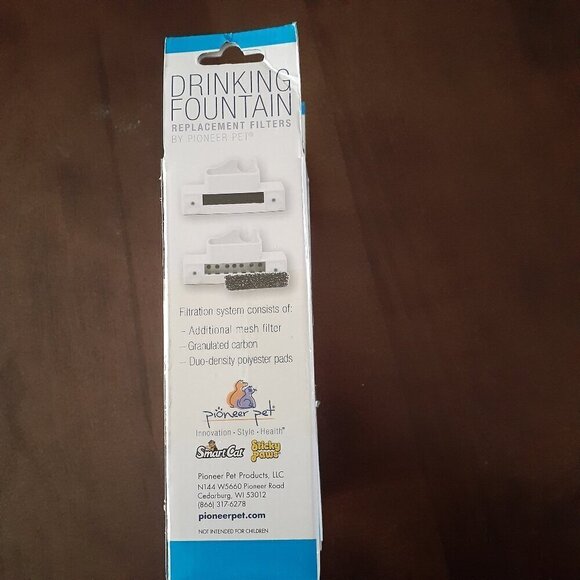 DRINKING
FOUNTAIN
REPLACEMENT FILTERS
BY PIONEER PET®
Filtration system consists of:
– Additional mesh filter
– Granulated carbon
– Duo-density polyester pads
pioneer pet®
Innovation • Style • Health®
SmartCat
Sticky Paws
Pioneer Pet Products, LLC
N144 W5660 Pioneer Road
Cedarburg, WI 53012
(866) 317-6278
pioneerpet.com
NOT INTENDED FOR CHILDREN